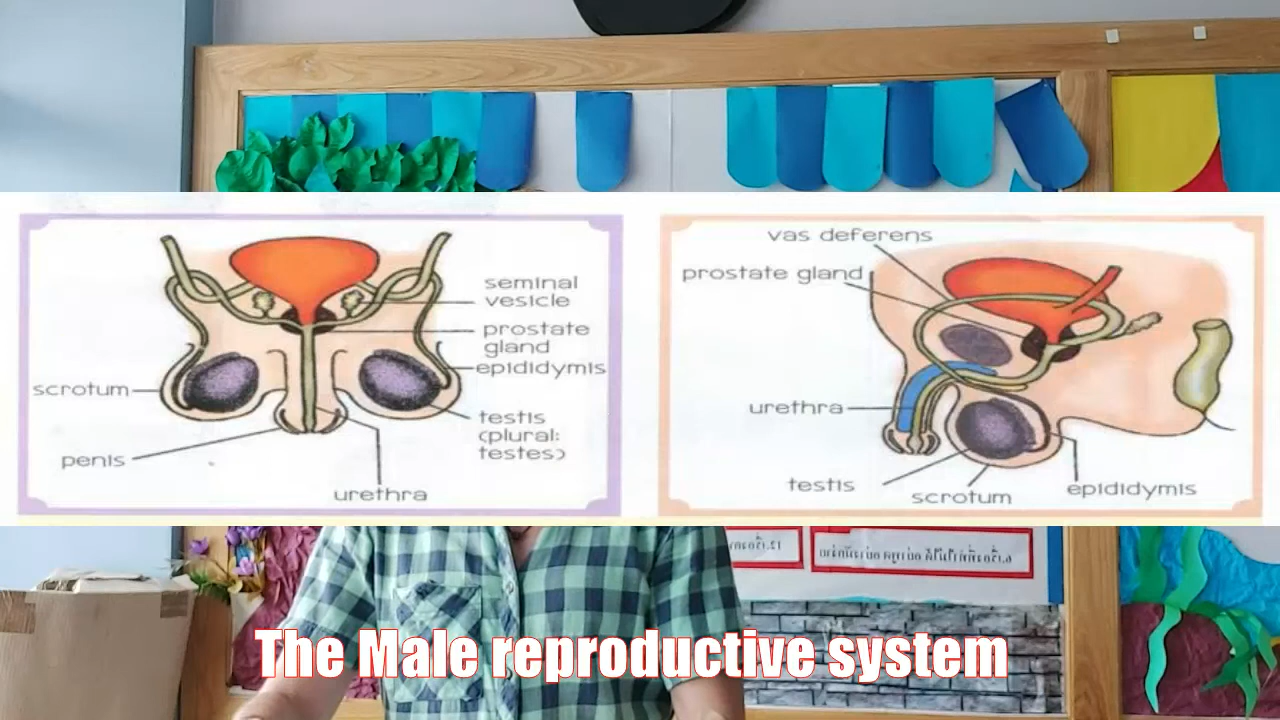 seminal
vesicle
prostate
gland
epididymis
scrotum
testis
(plural:
testes)
penis
urethra
vas deferens
prostate gland
urethra
testis
scrotum
epididymis
The Male reproductive system